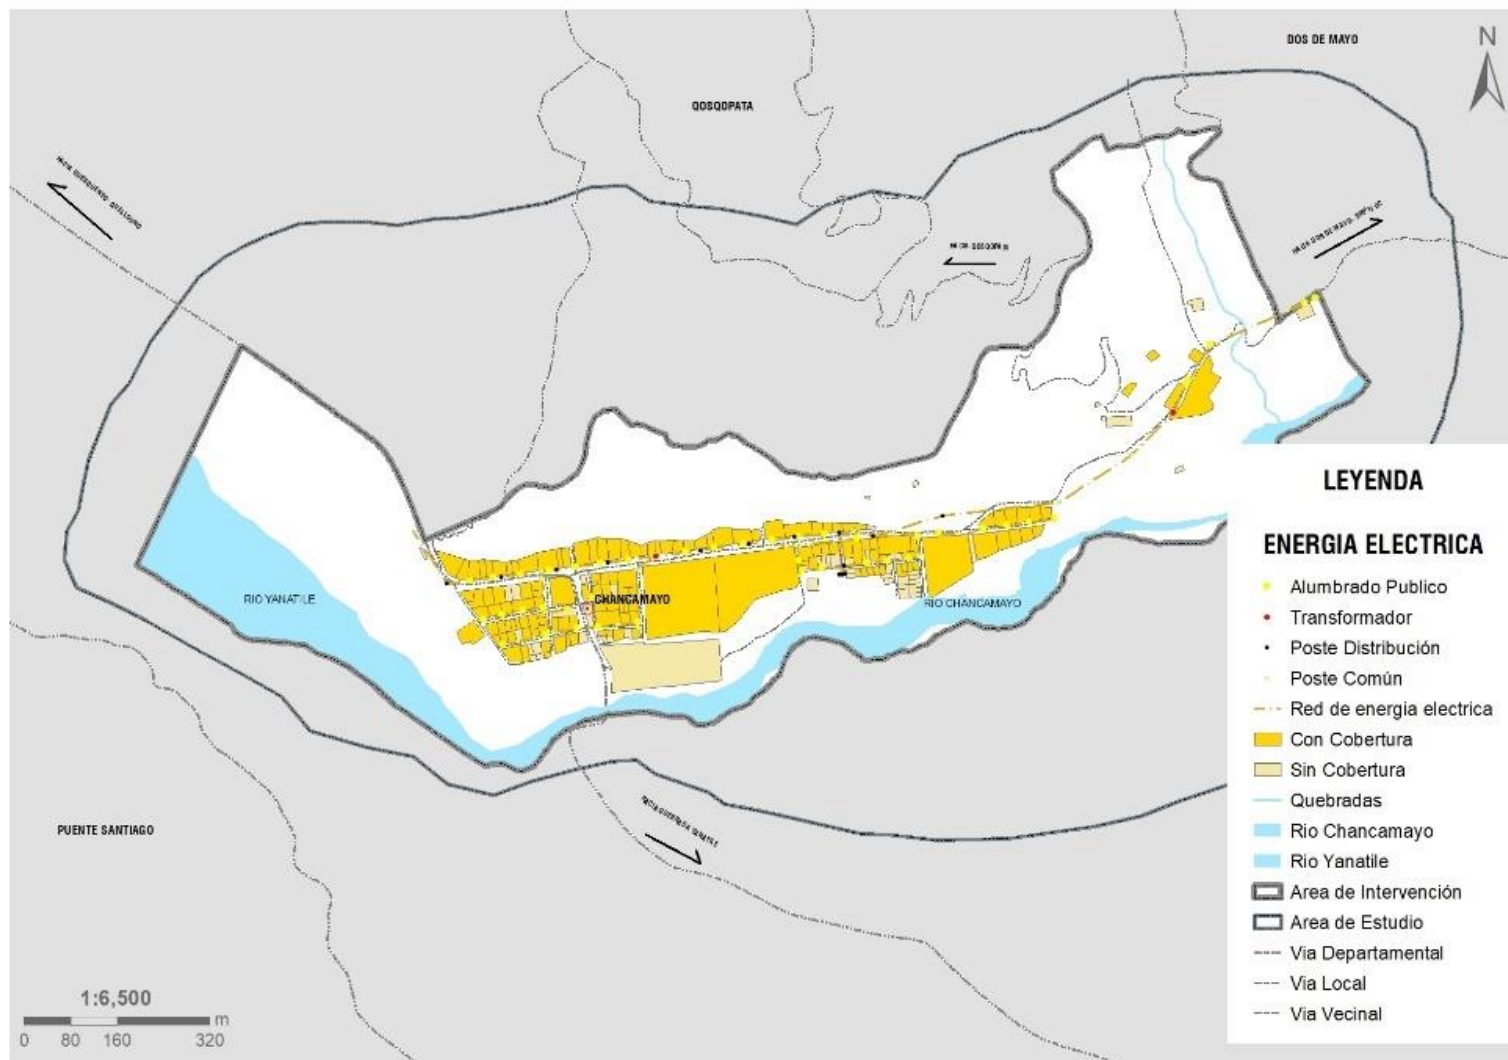 DOS DE MAYO
N
QOSQOPATA
RIO YANATILE
CHANCAMAYO
RIO CHANCAMAYO
PUENTE SANTIAGO
1:6,500
m
0 80 160 320
LEYENDA
ENERGIA ELECTRICA
Alumbrado Publico
Transformador
Poste Distribución
Poste Común
Red de energia electrica
Con Cobertura
Sin Cobertura
Quebradas
Rio Chancamayo
Rio Yanatile
Area de Intervención
Area de Estudio
Via Departamental
Via Local
Via Vecinal